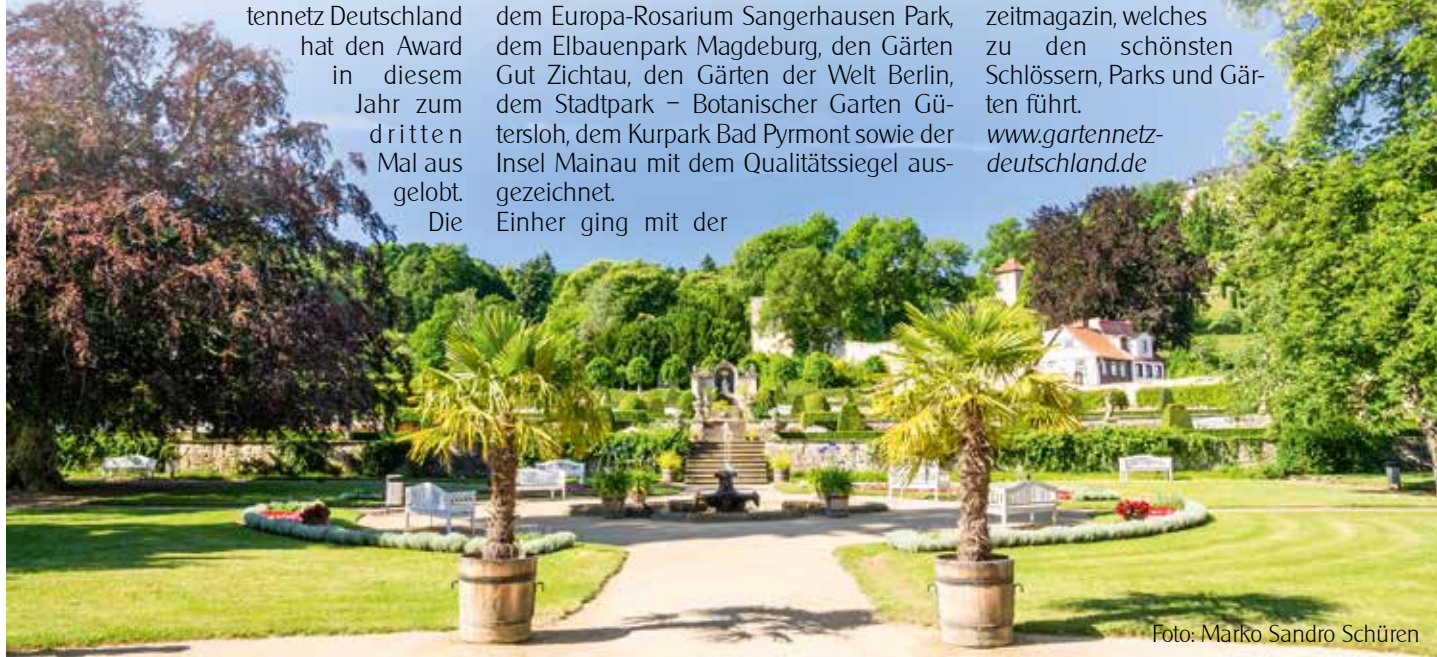 tennetz Deutschland
hat den Award
in diesem
Jahr zum
dritten
Mal aus
gelobt.
Die
dem Europa-Rosarium Sangerhausen Park,
dem Elbauenpark Magdeburg, den Gärten
Gut Zichtau, den Gärten der Welt Berlin,
dem Stadtpark – Botanischer Garten Gü-
tersloh, dem Kurpark Bad Pyrmont sowie der
Insel Mainau mit dem Qualitätssiegel aus-
gezeichnet.
Einher ging mit der
zeitmagazin, welches
zu den schönsten
Schlössern, Parks und Gär-
ten führt.
www.gartennetz-
deutschland.de
Foto: Marko Sandro Schüren